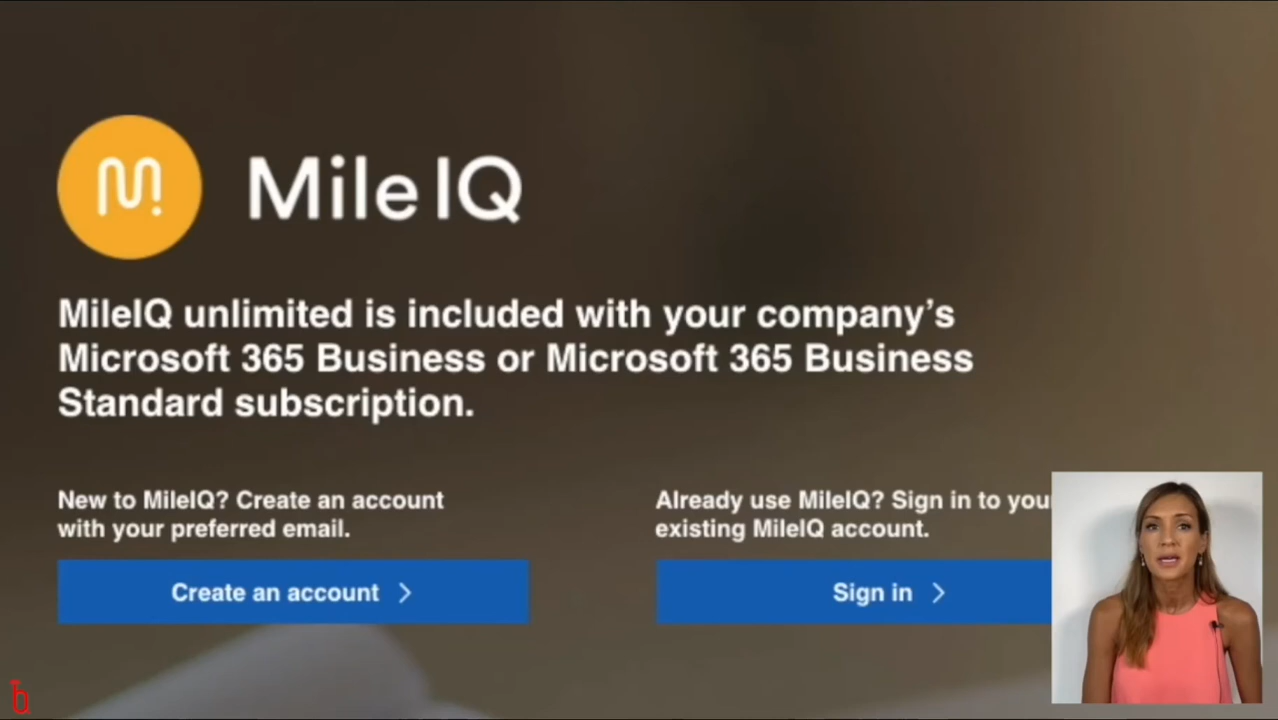 MileIQ
MileIQ unlimited is included with your company's
Microsoft 365 Business or Microsoft 365 Business
Standard subscription.
New to MileIQ? Create an account
with your preferred email.
Create an account
Already use MileIQ? Sign in to your
existing MileIQ account.
Sign in